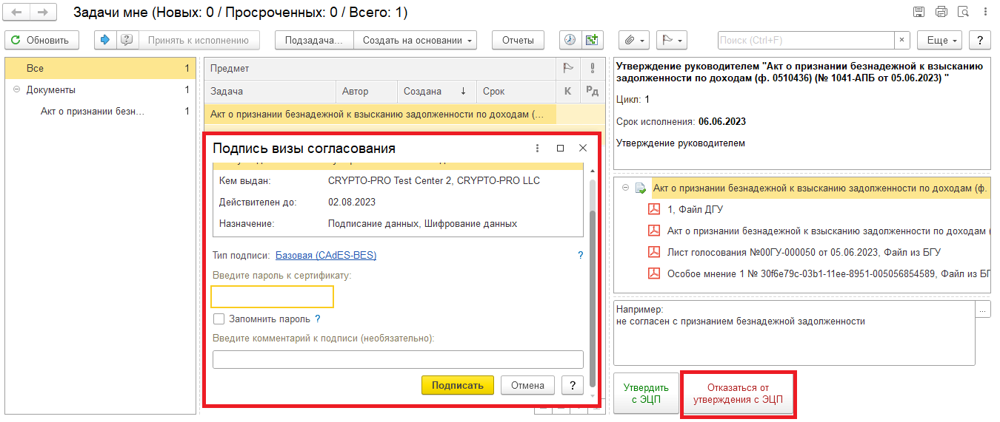 Задачи мне (Новых: 0 / Просроченных: 0 / Всего: 1)
Обновить
Принять к исполнению
Подзадача...
Создать на основании
Отчеты
Поиск (Ctrl+F)
×
Еще
?
Все 1
Документы 1
Акт о признании безн... 1
Предмет
Задача Автор Создана ↓ Срок К Рд
Акт о признании безнадежной к взысканию задолженности по доходам (...
Подпись визы согласования
Кем выдан: CRYPTO-PRO Test Center 2, CRYPTO-PRO LLC
Действителен до: 02.08.2023
Назначение: Подписание данных, Шифрование данных
Тип подписи: Базовая (CAdES-BES) ?
Введите пароль к сертификату:
Запомнить пароль ?
Введите комментарий к подписи (необязательно):
Подписать
Отмена
?
Утверждение руководителем "Акт о признании безнадежной к взысканию
задолженности по доходам (ф. 0510436) (№ 1041-АПБ от 05.06.2023) "
Цикл: 1
Срок исполнения: 06.06.2023
Утверждение руководителем
Акт о признании безнадежной к взысканию задолженности по доходам (ф.
1, Файл ДГУ
Акт о признании безнадежной к взысканию задолженности по доходам (
Лист голосования №00ГУ-000050 от 05.06.2023, Файл из БГУ
Особое мнение 1 № 30f6e79c-03b1-11ee-8951-005056854589, Файл из БГ
Например:
не согласен с признанием безнадежной задолженности
...
Утвердить
с ЭЦП
Отказаться от
утверждения с ЭЦП